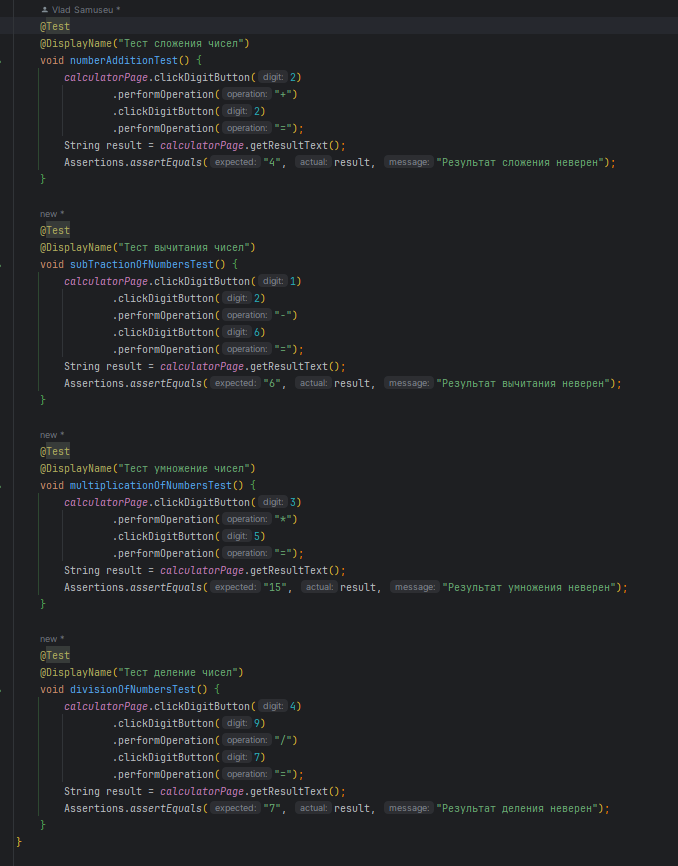 Vlad Samuseu *
@Test
@DisplayName("Тест сложения чисел")
void numberAdditionTest() {
calculatorPage.clickDigitButton( digit: 2)
.performOperation( operation: "+")
.clickDigitButton( digit: 2)
.performOperation( operation: "=");
String result = calculatorPage.getResultText();
Assertions.assertEquals( expected: "4", actual: result, message: "Результат сложения неверен");
}
new *
@Test
@DisplayName("Тест вычитания чисел")
void subTractionOfNumbersTest() {
calculatorPage.clickDigitButton( digit: 1)
.clickDigitButton( digit: 2)
.performOperation( operation: "-")
.clickDigitButton( digit: 6)
.performOperation( operation: "=");
String result = calculatorPage.getResultText();
Assertions.assertEquals( expected: "6", actual: result, message: "Результат вычитания неверен");
}
new *
@Test
@DisplayName("Тест умножение чисел")
void multiplicationOfNumbersTest() {
calculatorPage.clickDigitButton( digit: 3)
.performOperation( operation: "*")
.clickDigitButton( digit: 5)
.performOperation( operation: "=");
String result = calculatorPage.getResultText();
Assertions.assertEquals( expected: "15", actual: result, message: "Результат умножения неверен");
}
new *
@Test
@DisplayName("Тест деление чисел")
void divisionOfNumbersTest() {
calculatorPage.clickDigitButton( digit: 4)
.clickDigitButton( digit: 9)
.performOperation( operation: "/")
.clickDigitButton( digit: 7)
.performOperation( operation: "=");
String result = calculatorPage.getResultText();
Assertions.assertEquals( expected: "7", actual: result, message: "Результат деления неверен");
}
}